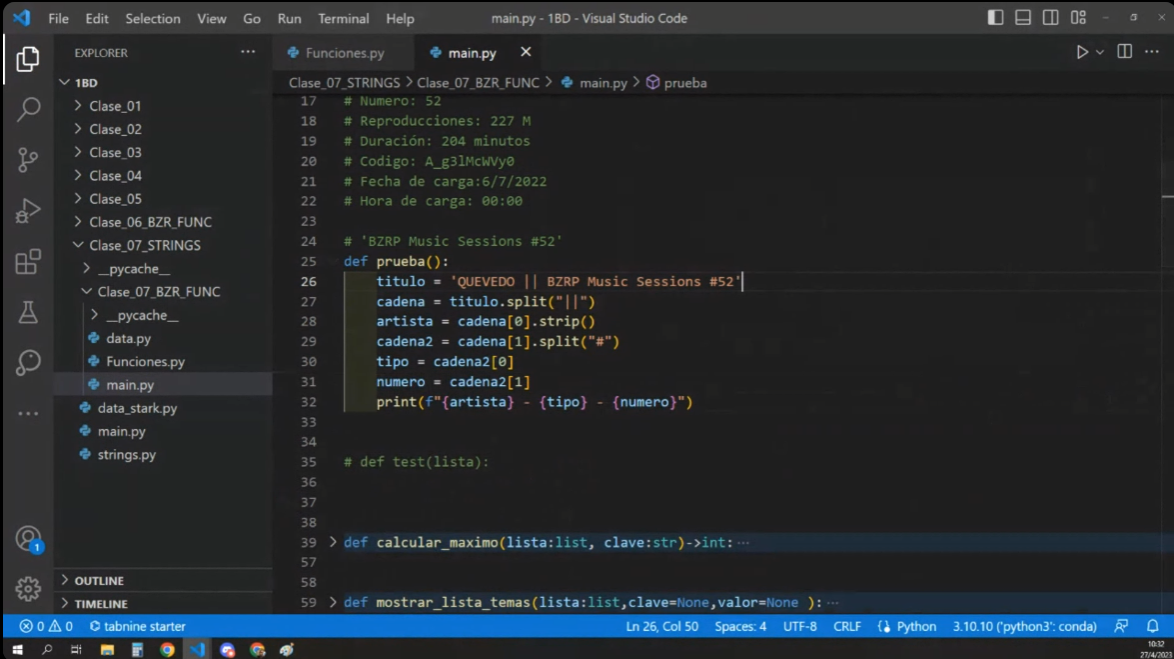 File Edit Selection View Go Run Terminal Help main.py - 1BD - Visual Studio Code
EXPLORER
1BD
Clase_01
Clase_02
Clase_03
Clase_04
Clase_05
Clase_06_BZR_FUNC
Clase_07_STRINGS
__pycache__
Clase_07_BZR_FUNC
__pycache__
data.py
Funciones.py
main.py
data_stark.py
main.py
strings.py
OUTLINE
TIMELINE
Funciones.py main.py
Clase_07_STRINGS > Clase_07_BZR_FUNC > main.py > prueba
17 # Numero: 52
18 # Reproducciones: 227 M
19 # Duración: 204 minutos
20 # Codigo: A_g3lMcWVy0
21 # Fecha de carga:6/7/2022
22 # Hora de carga: 00:00
23
24 # 'BZRP Music Sessions #52'
25 def prueba():
26 titulo = 'QUEVEDO || BZRP Music Sessions #52'
27 cadena = titulo.split("||")
28 artista = cadena[0].strip()
29 cadena2 = cadena[1].split("#")
30 tipo = cadena2[0]
31 numero = cadena2[1]
32 print(f"{artista} - {tipo} - {numero}")
33
34
35 # def test(lista):
36
37
38
39 def calcular_maximo(lista:list, clave:str)->int:···
57
58
59 def mostrar_lista_temas(lista:list,clave=None,valor=None ):···
1
0 0 tabnine starter Ln 26, Col 50 Spaces: 4 UTF-8 CRLF Python 3.10.10 ('python3': conda)
10:32
27/4/2023